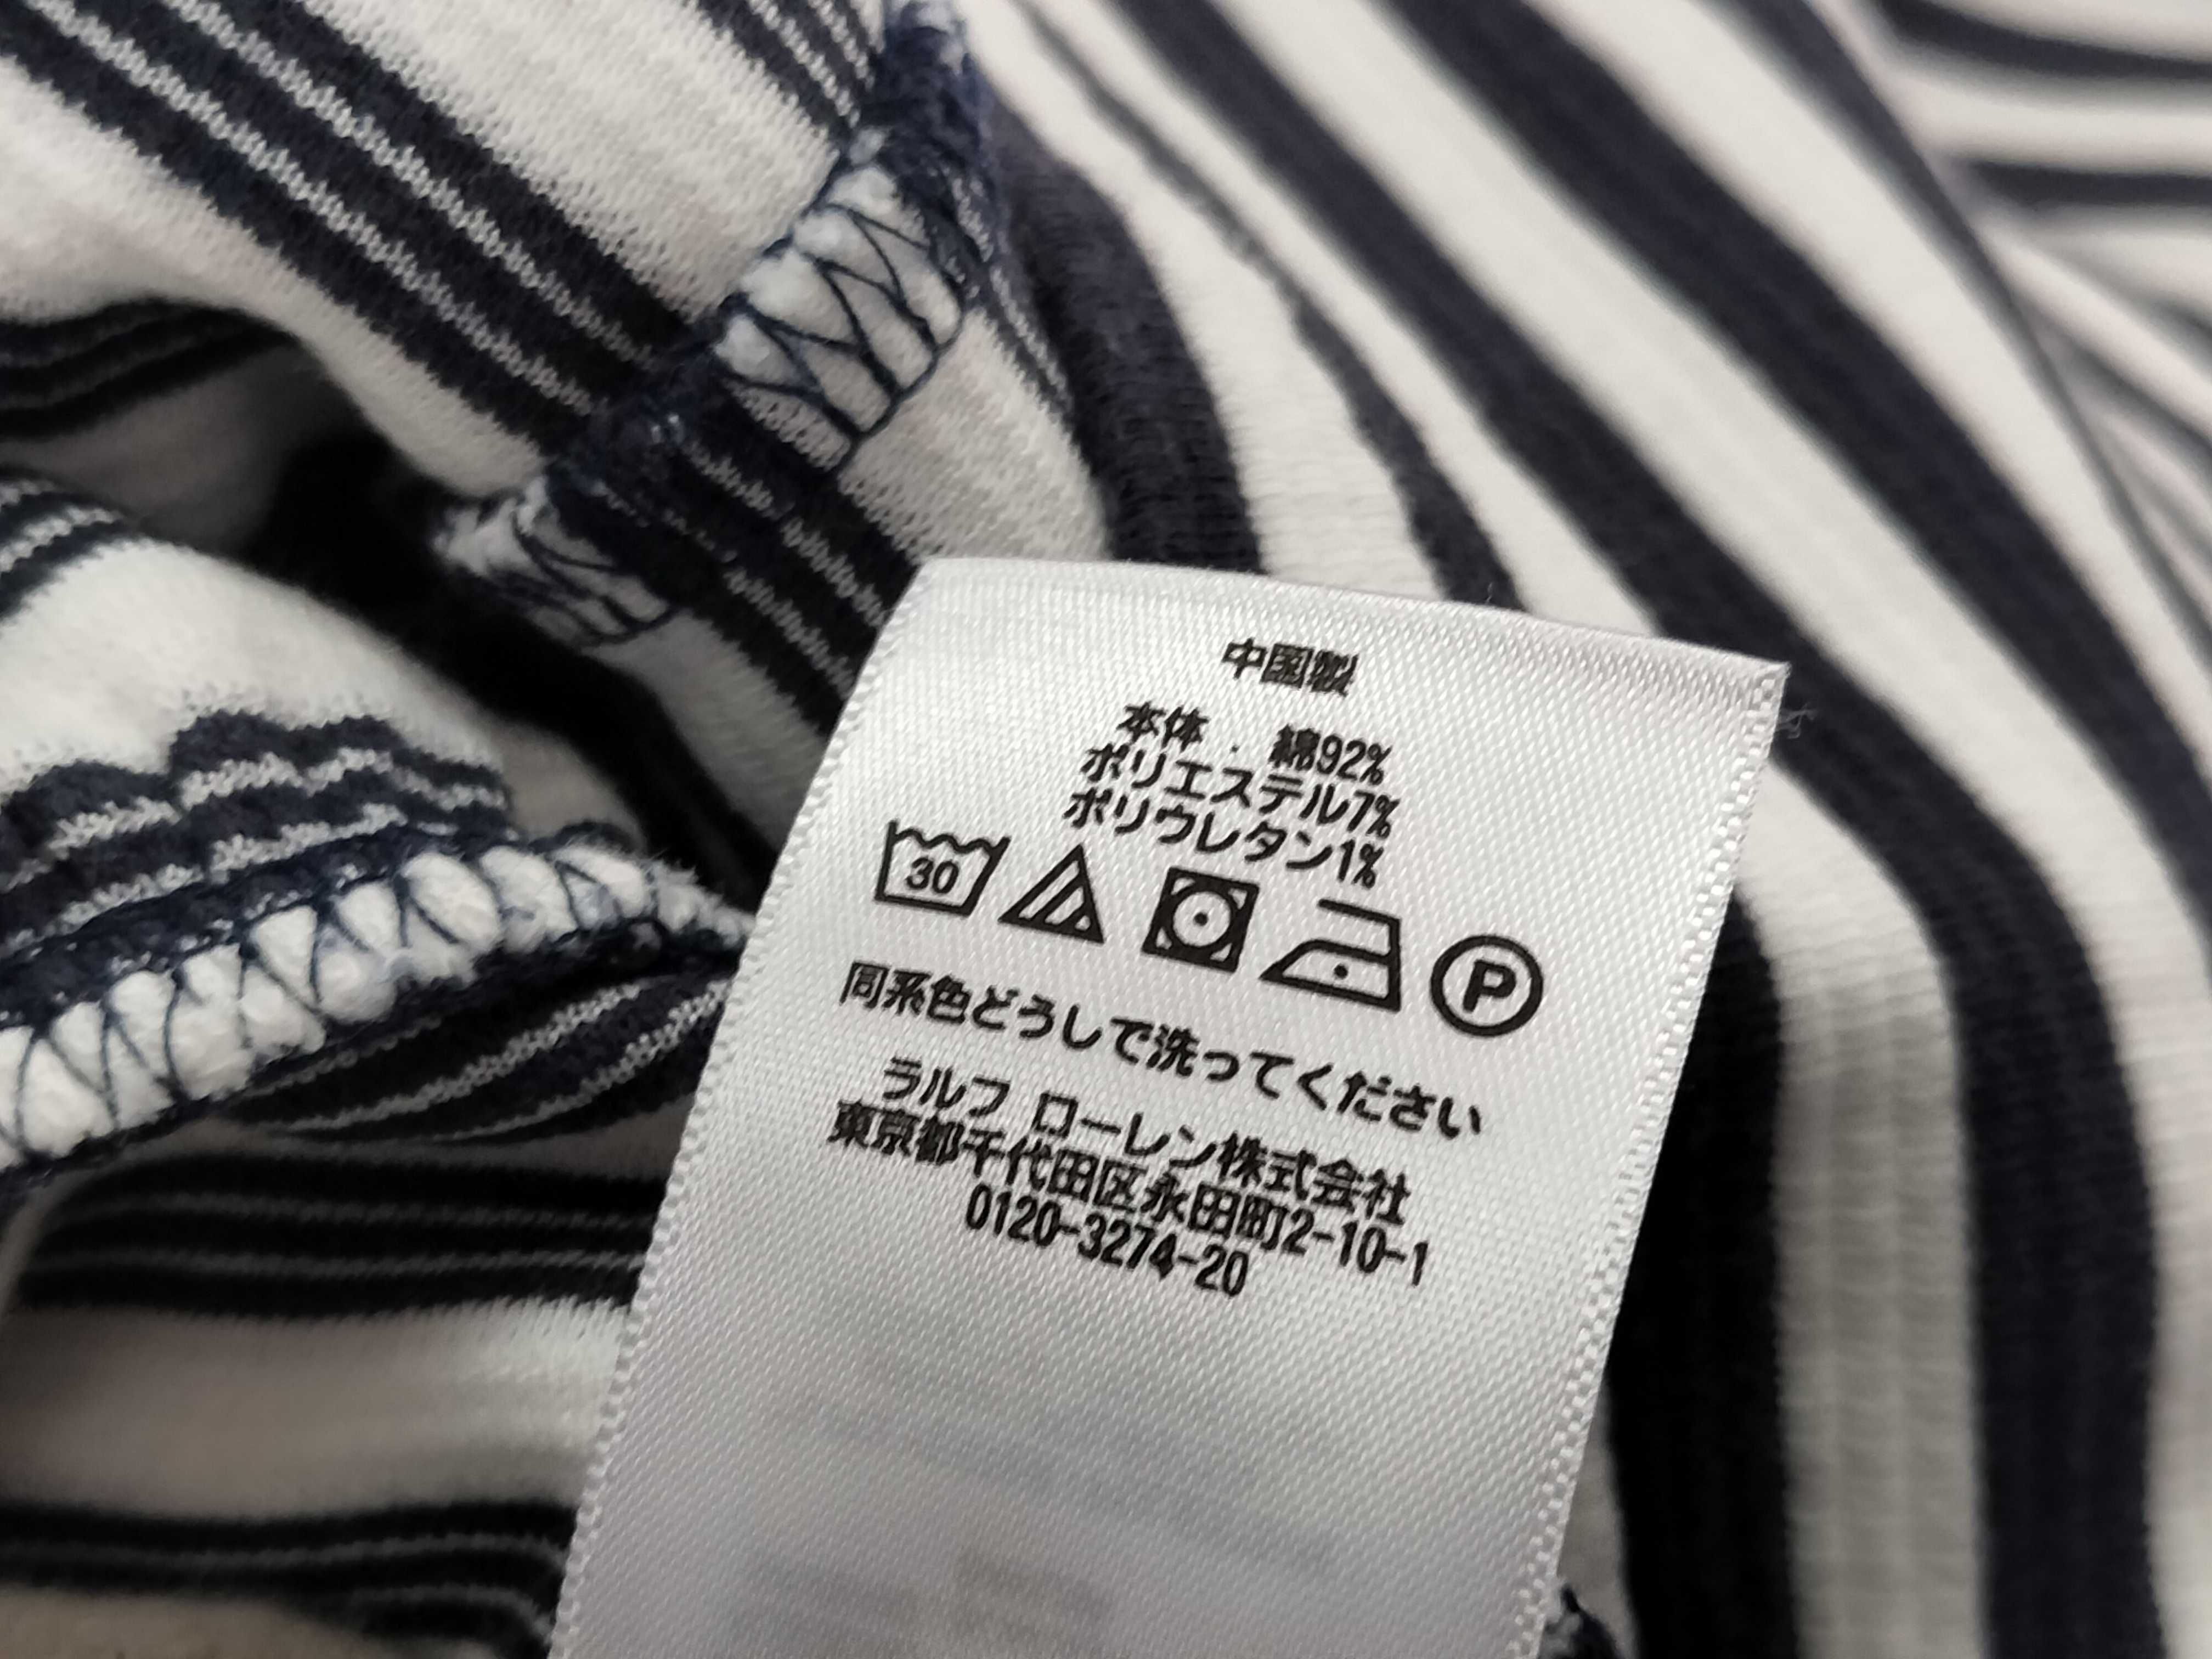 中国製
本体 . 綿92%
ポリエステル7%
ポリウレタン1%
30 P
同系色どうしで洗ってください
ラルフ ローレン株式会社
東京都千代田区永田町2-10-1
0120-3274-20